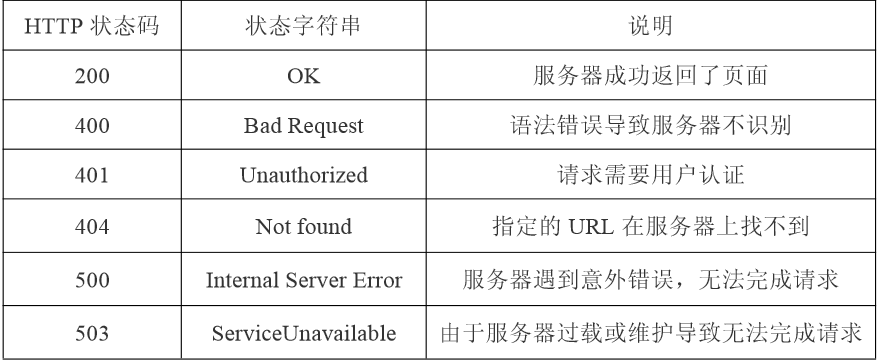 HTTP 状态码 状态字符串 说明
200 OK 服务器成功返回了页面
400 Bad Request 语法错误导致服务器不识别
401 Unauthorized 请求需要用户认证
404 Not found 指定的 URL 在服务器上找不到
500 Internal Server Error 服务器遇到意外错误，无法完成请求
503 ServiceUnavailable 由于服务器过载或维护导致无法完成请求